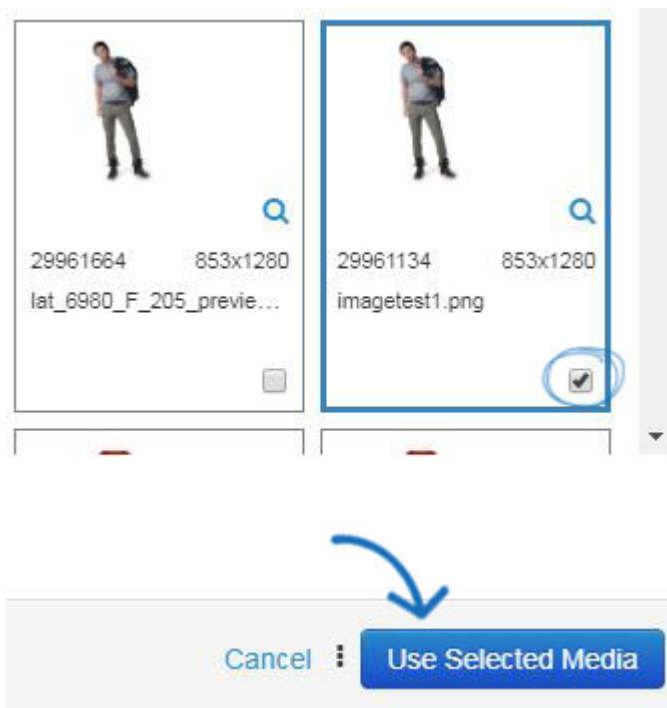 29961664 853x1280
lat_6980_F_205_previe...
29961134 853x1280
imagetest1.png
Cancel
Use Selected Media